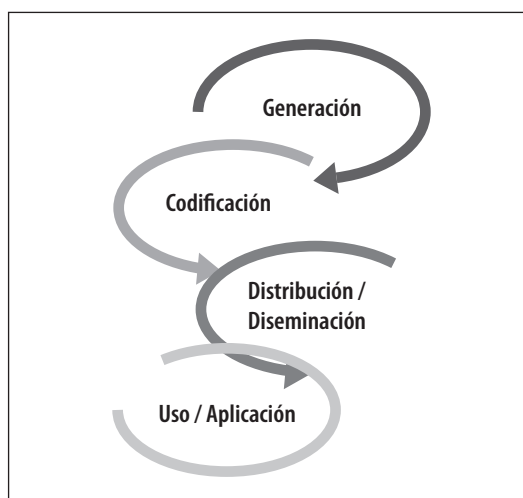 Generación
Codificación
Distribución /
Diseminación
Uso / Aplicación